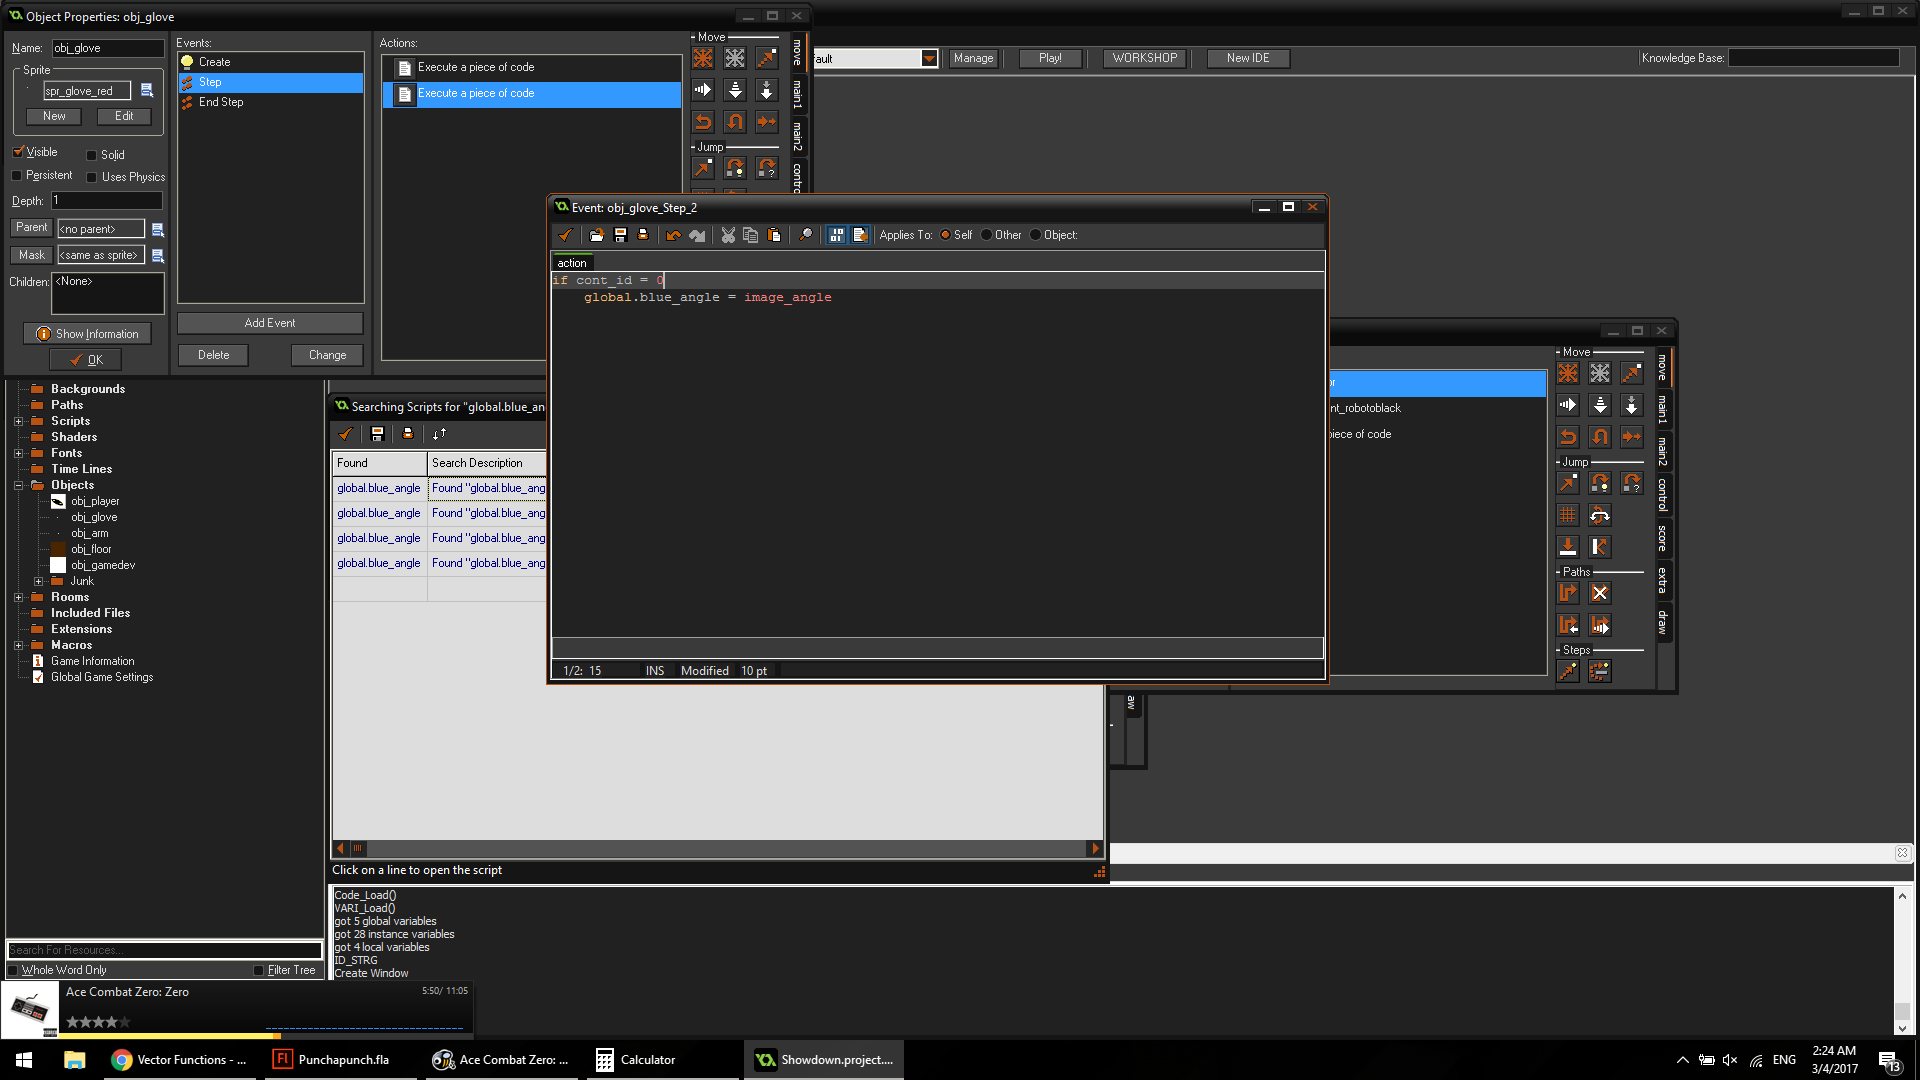 Object Properties: obj_glove
Name: obj_glove
Sprite
spr_glove_red
New Edit
Visible Solid
Persistent Uses Physics
Depth: 1
Parent <no parent>
Mask <same as sprite>
Children: <None>
Show Information
OK
Events:
Create
Step
End Step
Add Event
Delete Change
Actions:
Execute a piece of code
Execute a piece of code
Move
Jump
move
main1
main2
contro
fault
Manage
Play!
WORKSHOP
New IDE
Knowledge Base:
Event: obj_glove_Step_2
Applies To: Self Other Object:
action
if cont_id = 0
global.blue_angle = image_angle
1/2: 15 INS Modified 10 pt
or
nt_robotoblack
piece of code
Move
Jump
Paths
Steps
move
main1
main2
control
score
extra
draw
aw
Backgrounds
Paths
Scripts
Shaders
Fonts
Time Lines
Objects
obj_player
obj_glove
obj_arm
obj_floor
obj_gamedev
Junk
Rooms
Included Files
Extensions
Macros
Game Information
Global Game Settings
Search For Resources...
Whole Word Only Filter Tree
Searching Scripts for "global.blue_an
Found Search Description
global.blue_angle Found "global.blue_ang
global.blue_angle Found "global.blue_ang
global.blue_angle Found "global.blue_ang
global.blue_angle Found "global.blue_ang
Click on a line to open the script
Code_Load()
VARI_Load()
got 5 global variables
got 28 instance variables
got 4 local variables
ID_STRG
Create Window
Ace Combat Zero: Zero 5:50/ 11:05
Vector Functions - ...
Punchapunch.fla
Ace Combat Zero: ...
Calculator
Showdown.project....
ENG
2:24 AM
3/4/2017
13